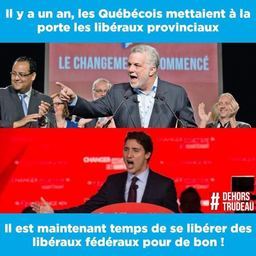 Il y a un an, les Québécois mettaient à la
porte les libéraux provinciaux
LE CHANGEMENT
COMMENCÉ
# DEHORS
TRUDEAU
Il est maintenant temps de se libérer des
libéraux fédéraux pour de bon !